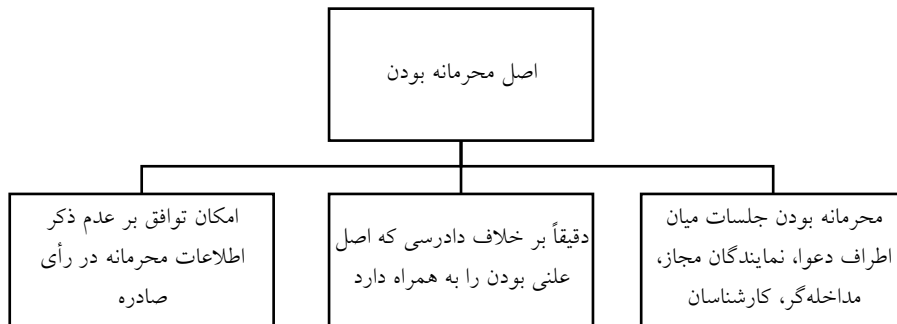 اصل محرمانه بودن
محرمانه بودن جلسات میان
اطراف دعوا، نمایندگان مجاز،
مداخله‌گر، کارشناسان
دقیقاً بر خلاف دادرسی که اصل
علنی بودن را به همراه دارد
امکان توافق بر عدم ذکر
اطلاعات محرمانه در رأی
صادره